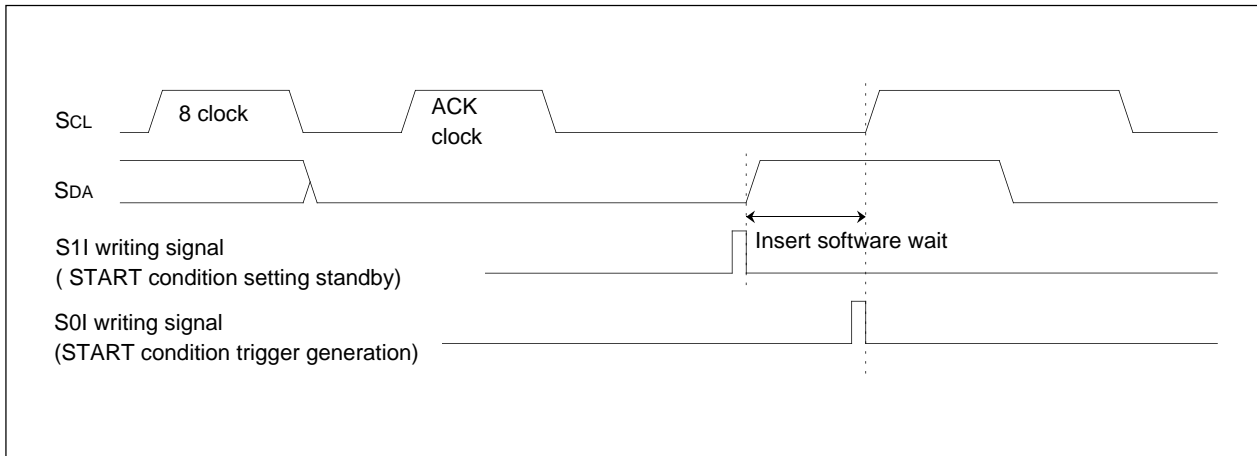 SCL
8 clock
ACK
clock
SDA
Insert software wait
S1I writing signal
( START condition setting standby)
S0I writing signal
(START condition trigger generation)